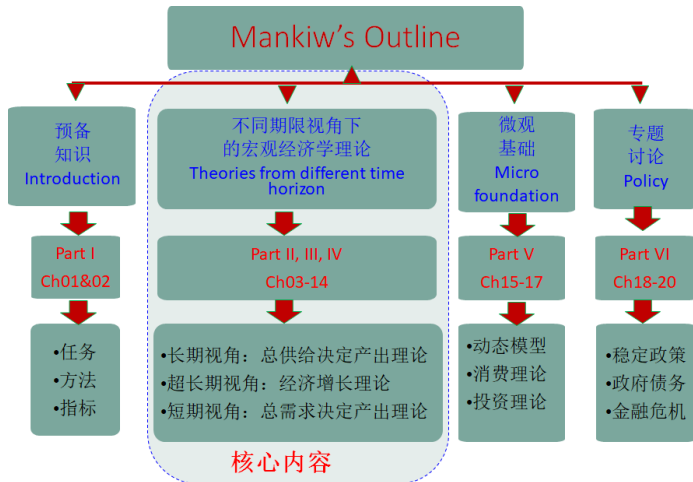 Mankiw's Outline
预备
知识
Introduction
Part I
Ch01&02
•任务
•方法
•指标
不同期限视角下
的宏观经济学理论
Theories from different time
horizon
Part II, III, IV
Ch03-14
•长期视角：总供给决定产出理论
•超长期视角：经济增长理论
•短期视角：总需求决定产出理论
核心内容
微观
基础
Micro
foundation
Part V
Ch15-17
•动态模型
•消费理论
•投资理论
专题
讨论
Policy
Part VI
Ch18-20
•稳定政策
•政府债务
•金融危机